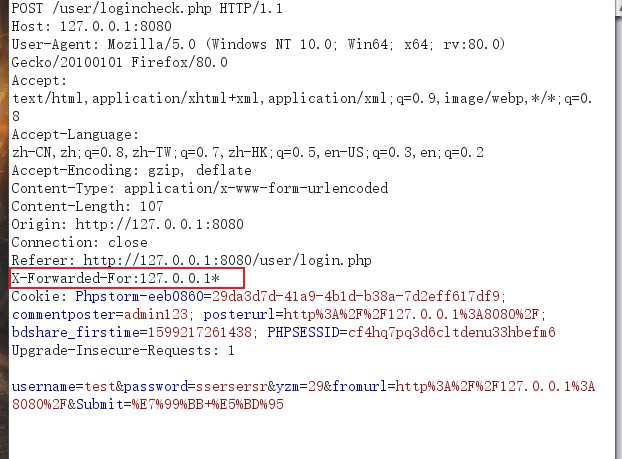 POST /user/logincheck.php HTTP/1.1
Host: 127.0.0.1:8080
User-Agent: Mozilla/5.0 (Windows NT 10.0; Win64; x64; rv:80.0)
Gecko/20100101 Firefox/80.0
Accept:
text/html,application/xhtml+xml,application/xml;q=0.9,image/webp,*/*;q=0.
8
Accept-Language:
zh-CN,zh;q=0.8,zh-TW;q=0.7,zh-HK;q=0.5,en-US;q=0.3,en;q=0.2
Accept-Encoding: gzip, deflate
Content-Type: application/x-www-form-urlencoded
Content-Length: 107
Origin: http://127.0.0.1:8080
Connection: close
Referer: http://127.0.0.1:8080/user/login.php
X-Forwarded-For:127.0.0.1*
Cookie: Phpstorm-eeb0860=29da3d7d-41a9-4b1d-b38a-7d2eff617df9;
commentposter=admin123; posterurl=http%3A%2F%2F127.0.0.1%3A8080%2F;
bdshare_firstime=1599217261438; PHPSESSID=cf4hq7pq3d6cltdenu33hbefm6
Upgrade-Insecure-Requests: 1
username=test&password=ssersersr&yzm=29&fromurl=http%3A%2F%2F127.0.0.1%3A
8080%2F&Submit=%E7%99%BB+%E5%BD%95